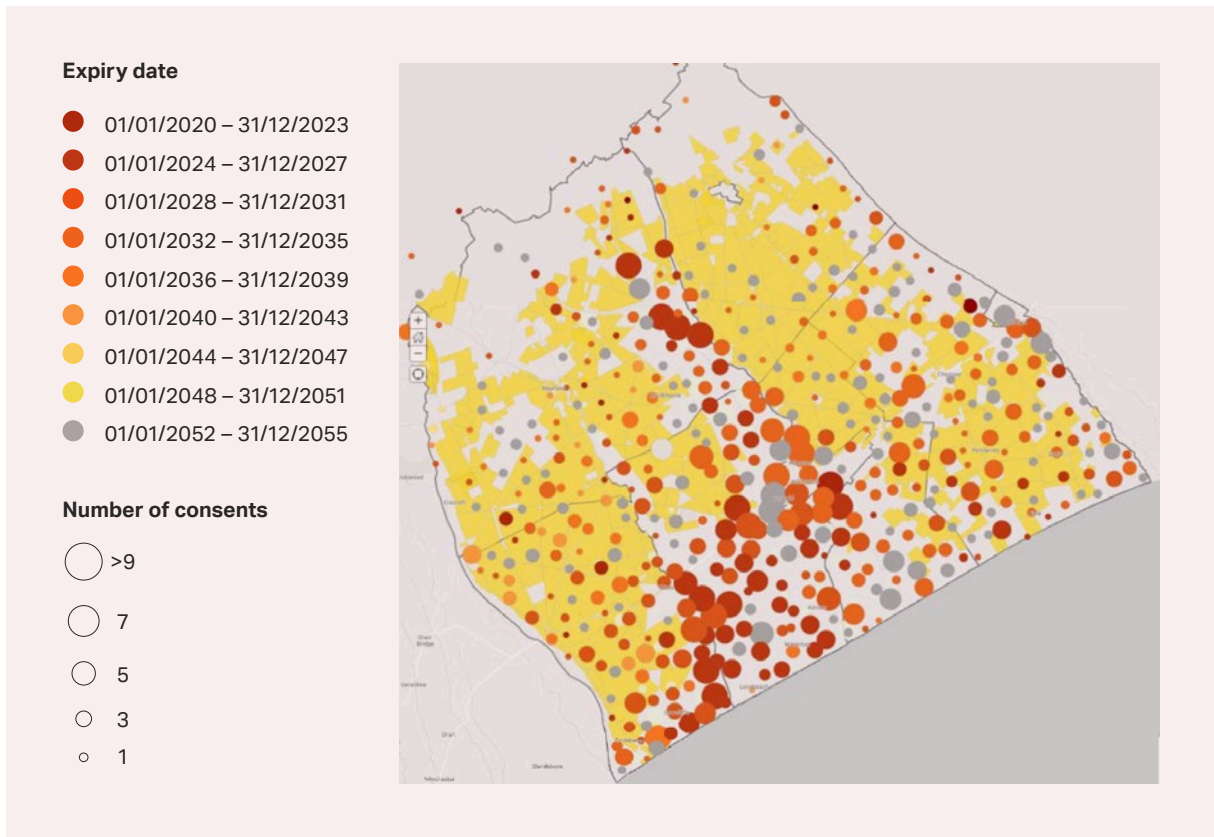 Expiry date
01/01/2020 – 31/12/2023
01/01/2024 – 31/12/2027
01/01/2028 – 31/12/2031
01/01/2032 – 31/12/2035
01/01/2036 – 31/12/2039
01/01/2040 – 31/12/2043
01/01/2044 – 31/12/2047
01/01/2048 – 31/12/2051
01/01/2052 – 31/12/2055
Number of consents
>9
7
5
3
1
+
−